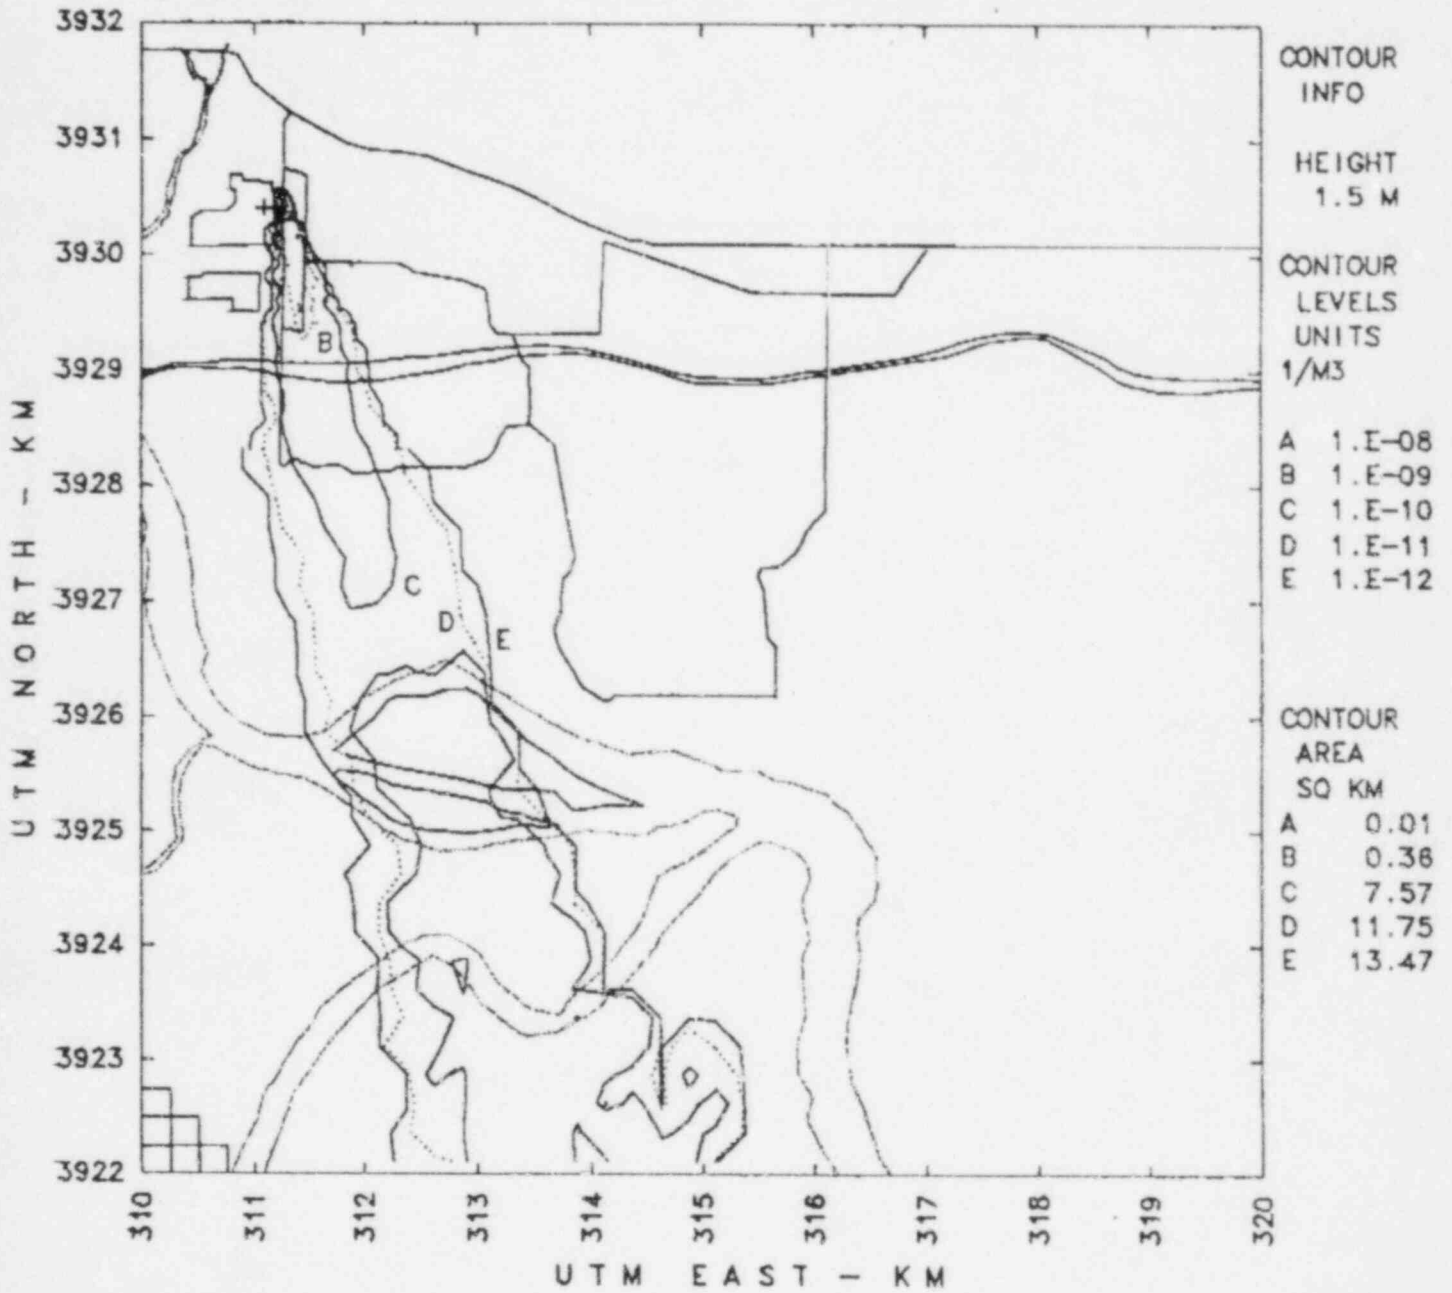 3932
3931
3930
3929
3928
3927
3926
3925
3924
3923
3922
UTM NORTH - KM
310
311
312
313
314
315
316
317
318
319
320
UTM EAST - KM
B
C
D
E
CONTOUR
INFO
HEIGHT
1.5 M
CONTOUR
LEVELS
UNITS
1/M3
A 1.E-08
B 1.E-09
C 1.E-10
D 1.E-11
E 1.E-12
CONTOUR
AREA
SQ KM
A 0.01
B 0.36
C 7.57
D 11.75
E 13.47